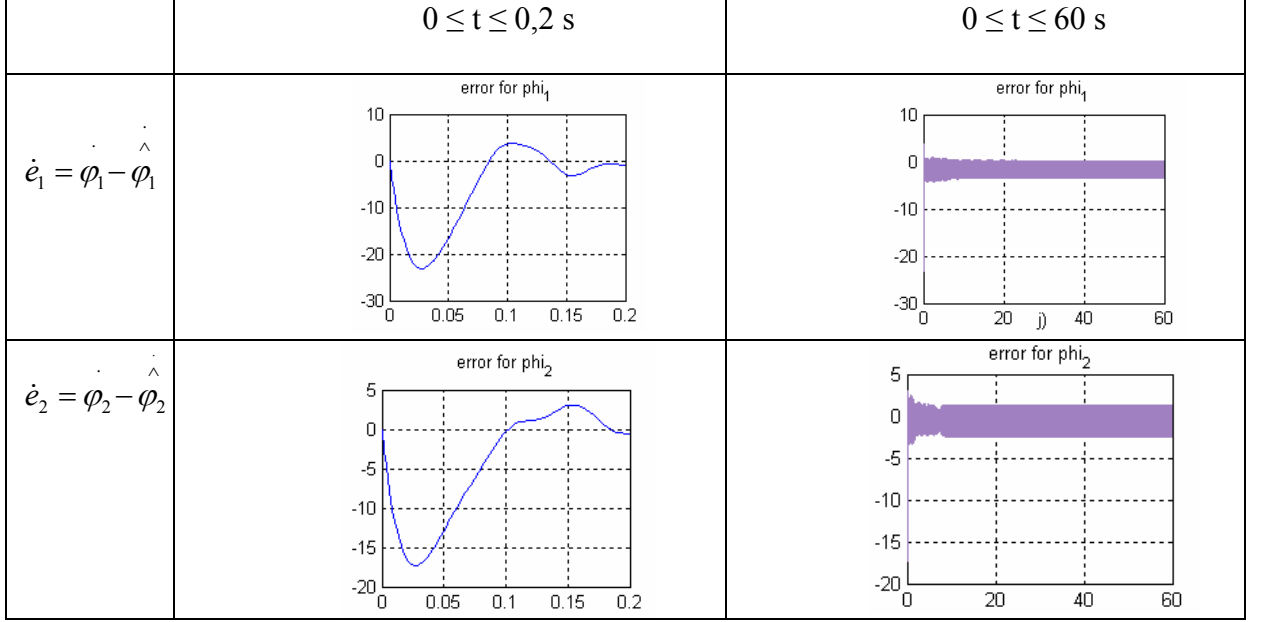 0 ≤ t ≤ 0,2 s
0 ≤ t ≤ 60 s
ė₁ = φ̇₁ − φ̂̇₁
error for phi₁
10
0
-10
-20
-30
0 0.05 0.1 0.15 0.2
error for phi₁
10
0
-10
-20
-30
0 20 j) 40 60
ė₂ = φ̇₂ − φ̂̇₂
error for phi₂
5
0
-5
-10
-15
-20
0 0.05 0.1 0.15 0.2
error for phi₂
5
0
-5
-10
-15
-20
0 20 40 60